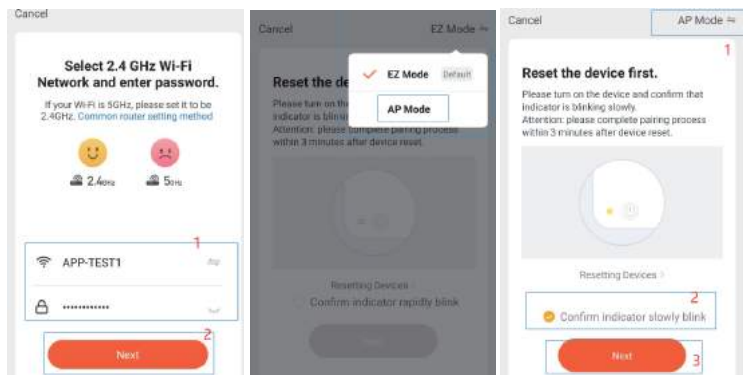 Cancel
Select 2.4 GHz Wi-Fi
Network and enter password.
If your Wi-Fi is 5GHz, please set it to be
2.4GHz. Common router setting method
2.4GHz
5GHz
1
APP-TEST1
••••••••••••
2
Next
Cancel
EZ Mode
EZ Mode
Default
AP Mode
Reset the de
Please turn on the
indicator is blin
Attention: please complete pairing process
within 3 minutes after device reset.
Resetting Devices
Confirm indicator rapidly blink
Next
Cancel
AP Mode
1
Reset the device first.
Please turn on the device and confirm that
indicator is blinking slowly.
Attention: please complete pairing process
within 3 minutes after device reset.
Resetting Devices >
2
Confirm indicator slowly blink
Next
3